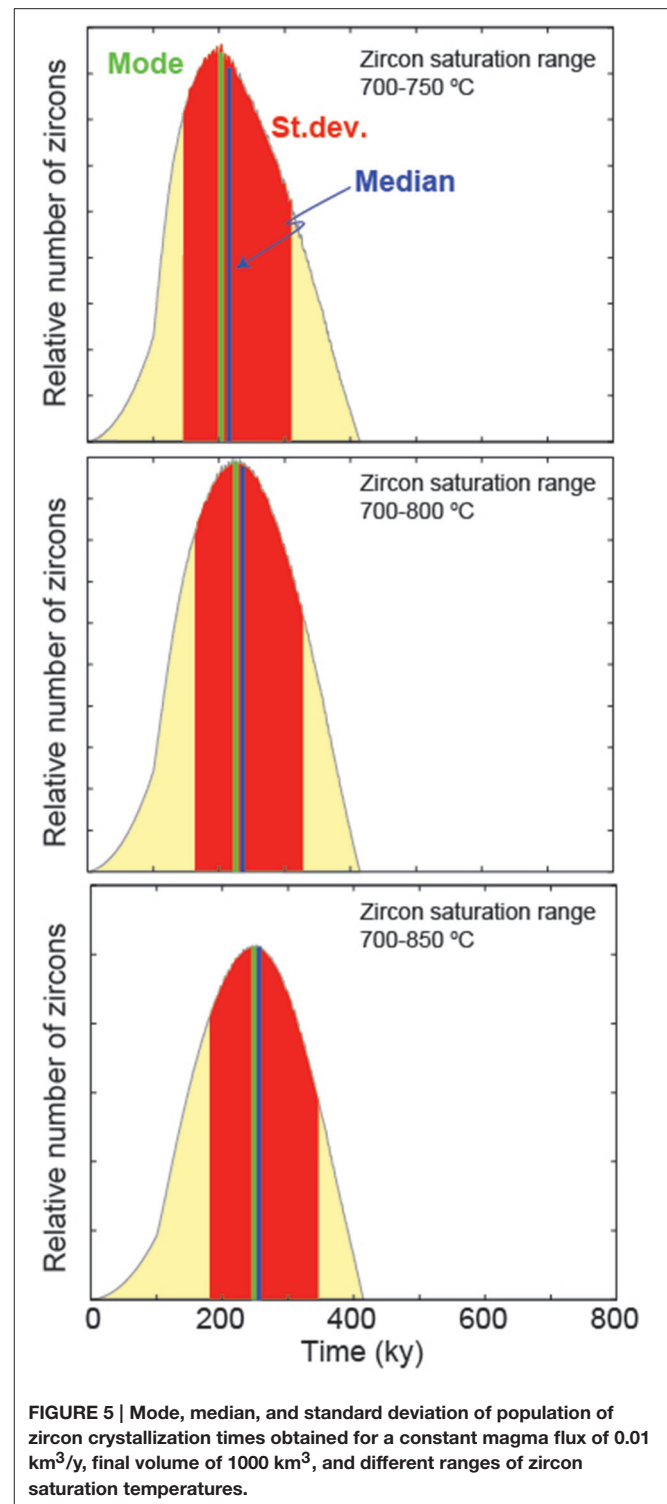 Mode
Zircon saturation range
700-750 ºC
St.dev.
Median
Relative number of zircons
Zircon saturation range
700-800 ºC
Relative number of zircons
Zircon saturation range
700-850 ºC
Relative number of zircons
0 200 400 600 800
Time (ky)
FIGURE 5 | Mode, median, and standard deviation of population of
zircon crystallization times obtained for a constant magma flux of 0.01
km³/y, final volume of 1000 km³, and different ranges of zircon
saturation temperatures.